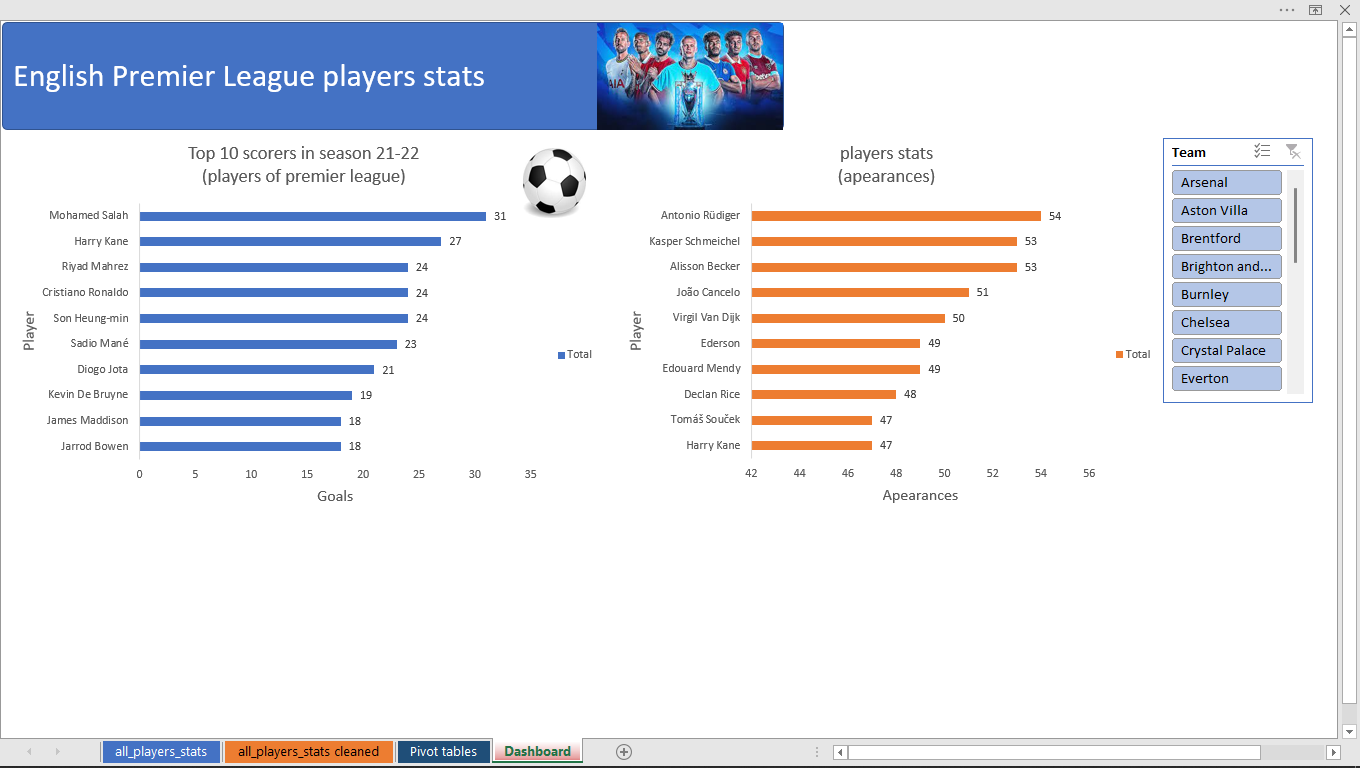 English Premier League players stats
AIA
Top 10 scorers in season 21-22
(players of premier league)
Player
Mohamed Salah 31
Harry Kane 27
Riyad Mahrez 24
Cristiano Ronaldo 24
Son Heung-min 24
Sadio Mané 23
Diogo Jota 21
Kevin De Bruyne 19
James Maddison 18
Jarrod Bowen 18
0 5 10 15 20 25 30 35
Goals
Total
players stats
(apearances)
Player
Antonio Rüdiger 54
Kasper Schmeichel 53
Alisson Becker 53
João Cancelo 51
Virgil Van Dijk 50
Ederson 49
Edouard Mendy 49
Declan Rice 48
Tomáš Souček 47
Harry Kane 47
42 44 46 48 50 52 54 56
Apearances
Total
Team
Arsenal
Aston Villa
Brentford
Brighton and...
Burnley
Chelsea
Crystal Palace
Everton
all_players_stats all_players_stats cleaned Pivot tables Dashboard